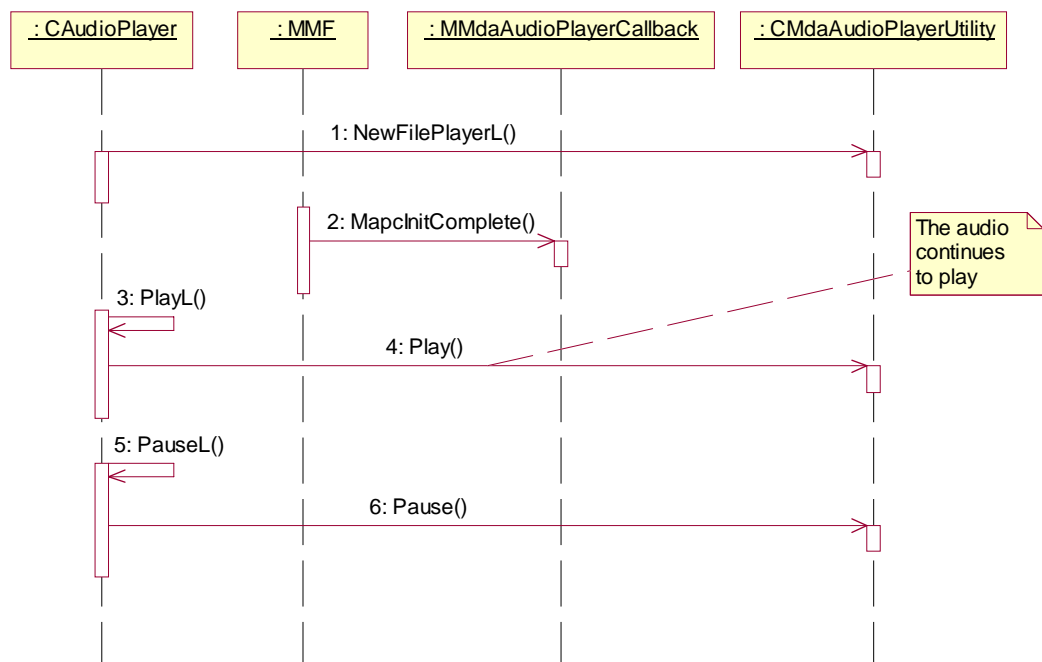 : CAudioPlayer
: MMF
: MMdaAudioPlayerCallback
: CMdaAudioPlayerUtility
1: NewFilePlayerL()
2: MapcInitComplete()
The audio
continues
to play
3: PlayL()
4: Play()
5: PauseL()
6: Pause()